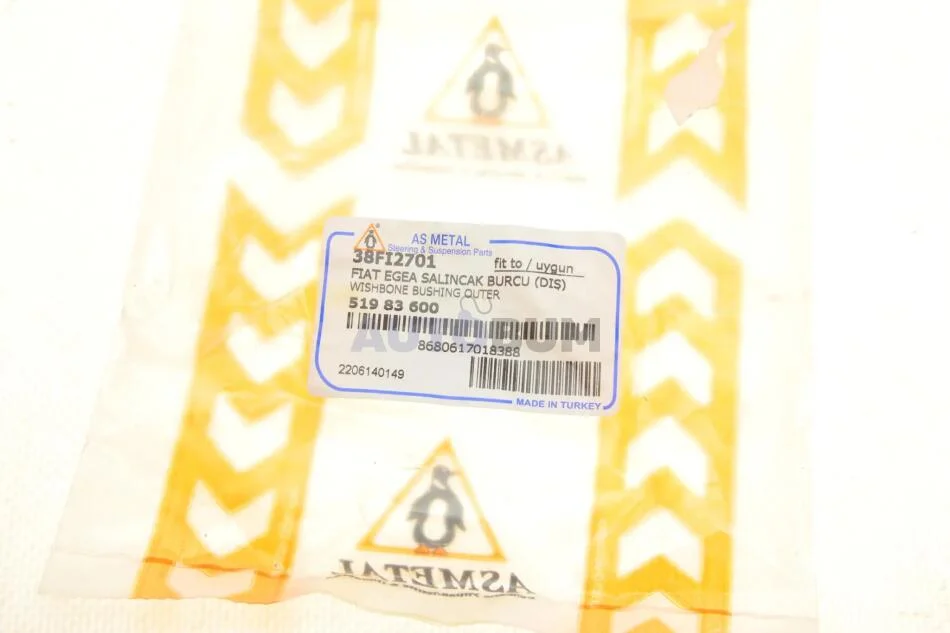 ASMETAL
AS METAL
Steering & Suspension Parts
38FI2701
fit to / uygun
FIAT EGEA SALINCAK BURCU (DIS)
WISHBONE BUSHING OUTER
519 83 600
AUTOBUM
8680617018388
2206140149
MADE IN TURKEY
ASMETAL